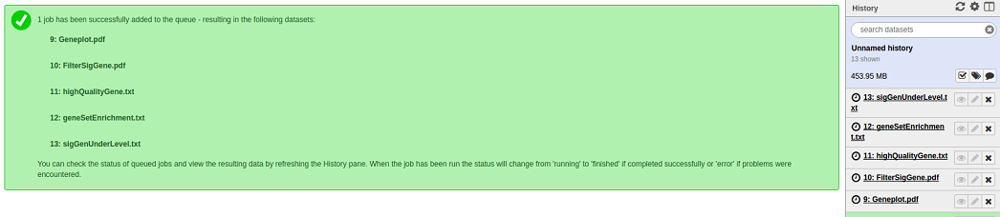 1 job has been successfully added to the queue - resulting in the following datasets:
9: Geneplot.pdf
10: FilterSigGene.pdf
11: highQualityGene.txt
12: geneSetEnrichment.txt
13: sigGenUnderLevel.txt
You can check the status of queued jobs and view the resulting data by refreshing the History pane. When the job has been run the status will change from 'running' to 'finished' if completed successfully or 'error' if problems were
encountered.
History
search datasets
Unnamed history
13 shown
453.95 MB
13: sigGenUnderLevel.t
xt
12: geneSetEnrichmen
t.txt
11: highQualityGene.txt
10: FilterSigGene.pdf
9: Geneplot.pdf